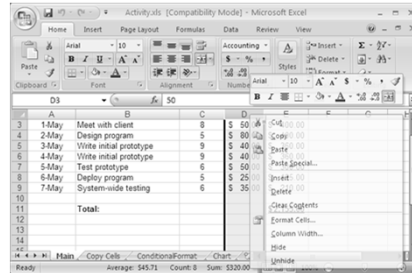 Activity.xls [Compatibility Mode] - Microsoft Excel
Home Insert Page Layout Formulas Data Review View
Paste
Arial 10
B I U
Accounting
$ % ,
Styles
Insert
Delete
Format
Clipboard Font Alignment Number
Arial 10 A A $ % ,
B I
D3 fx 50
A B C D
3 1-May Meet with client 8 $ 50
4 2-May Design program 5 $ 80
5 3-May Write initial prototype 9 $ 40
6 4-May Write initial prototype 9 $ 40
7 5-May Test prototype 6 $ 50
8 6-May Deploy program 5 $ 25
9 7-May System-wide testing 6 $ 35
10
11 Total:
12
13
14
Cut
Copy
Paste
Paste Special...
Insert
Delete
Clear Contents
Format Cells...
Column Width...
Hide
Unhide
Main Copy Cells ConditionalFormat Chart
Ready Average: $45.71 Count: 8 Sum: $320.00